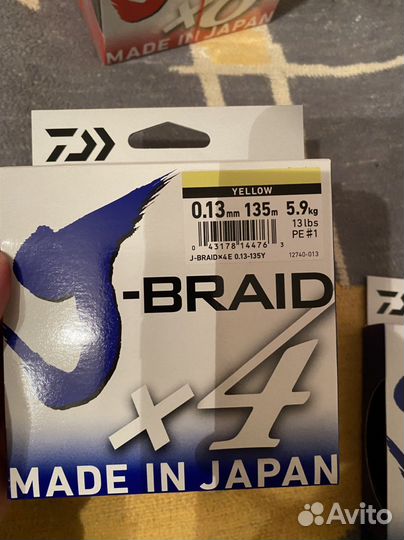 MADE IN JAPAN
YELLOW
0.13mm 135m 5.9kg
13lbs
PE#1
0 43178 14476 3
J-BRAID×4E 0.13-135Y 12740-013
J-BRAID
×4
MADE IN JAPAN
Avito